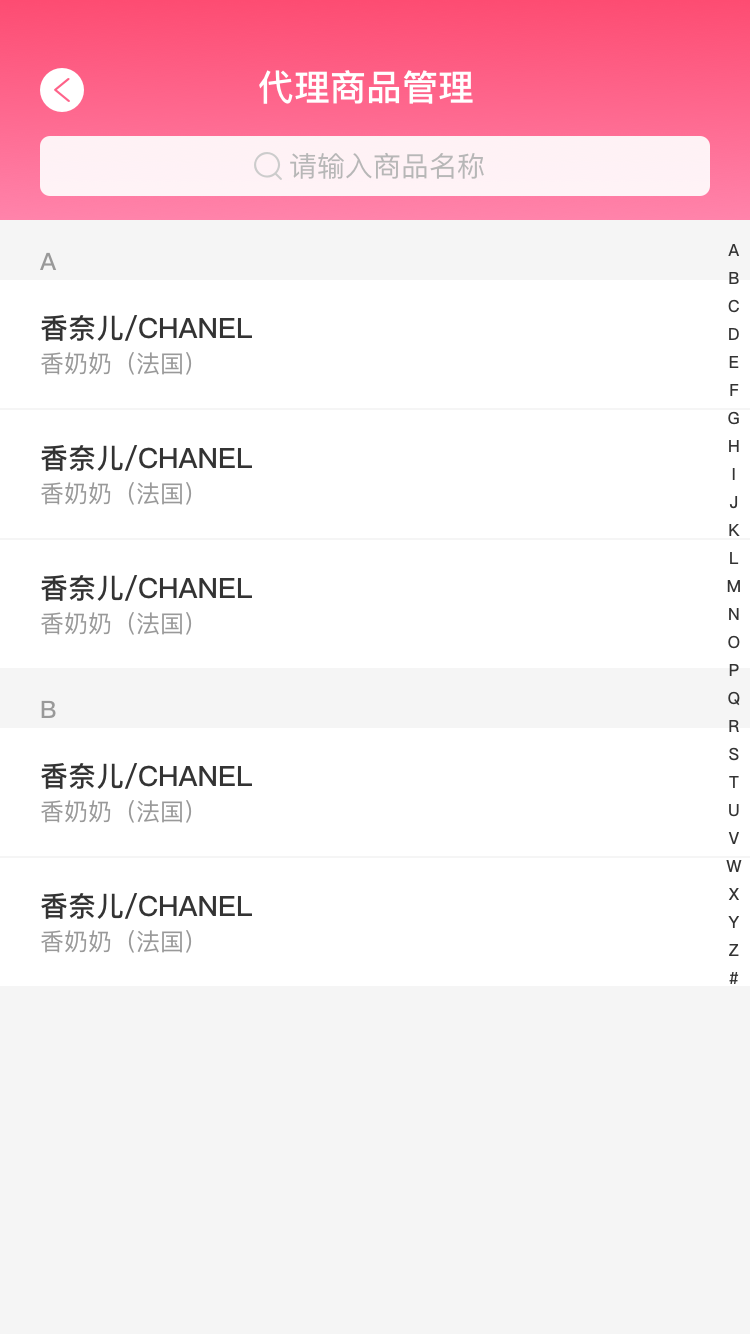 代理商品管理
请输入商品名称
A
香奈儿/CHANEL
香奶奶（法国）
香奈儿/CHANEL
香奶奶（法国）
香奈儿/CHANEL
香奶奶（法国）
B
香奈儿/CHANEL
香奶奶（法国）
香奈儿/CHANEL
香奶奶（法国）
A
B
C
D
E
F
G
H
I
J
K
L
M
N
O
P
Q
R
S
T
U
V
W
X
Y
Z
#